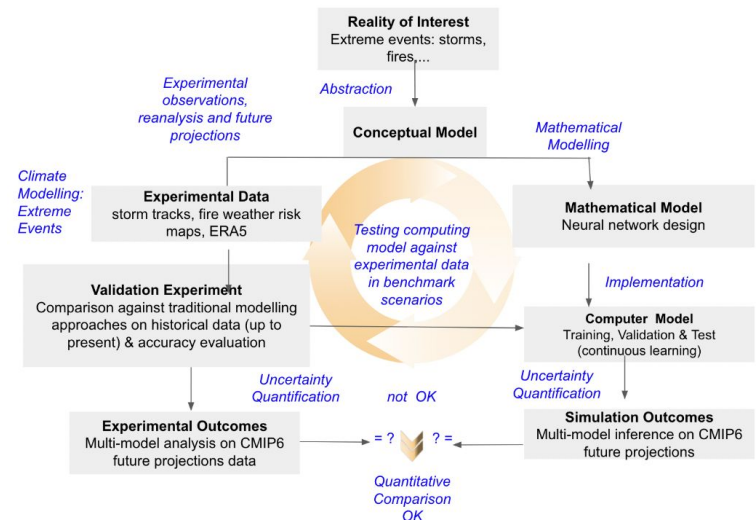 Reality of Interest
Extreme events: storms,
fires,...
Experimental
observations,
reanalysis and future
projections
Abstraction
Conceptual Model
Mathematical
Modelling
Climate
Modelling:
Extreme
Events
Experimental Data
storm tracks, fire weather risk
maps, ERA5
Testing computing
model against
experimental data
in benchmark
scenarios
Mathematical Model
Neural network design
Implementation
Validation Experiment
Comparison against traditional modelling
approaches on historical data (up to
present) & accuracy evaluation
Computer Model
Training, Validation & Test
(continuous learning)
Uncertainty
Quantification
not OK
Uncertainty
Quantification
Experimental Outcomes
Multi-model analysis on CMIP6
future projections data
= ?
? =
Simulation Outcomes
Multi-model inference on CMIP6
future projections
Quantitative
Comparison
OK